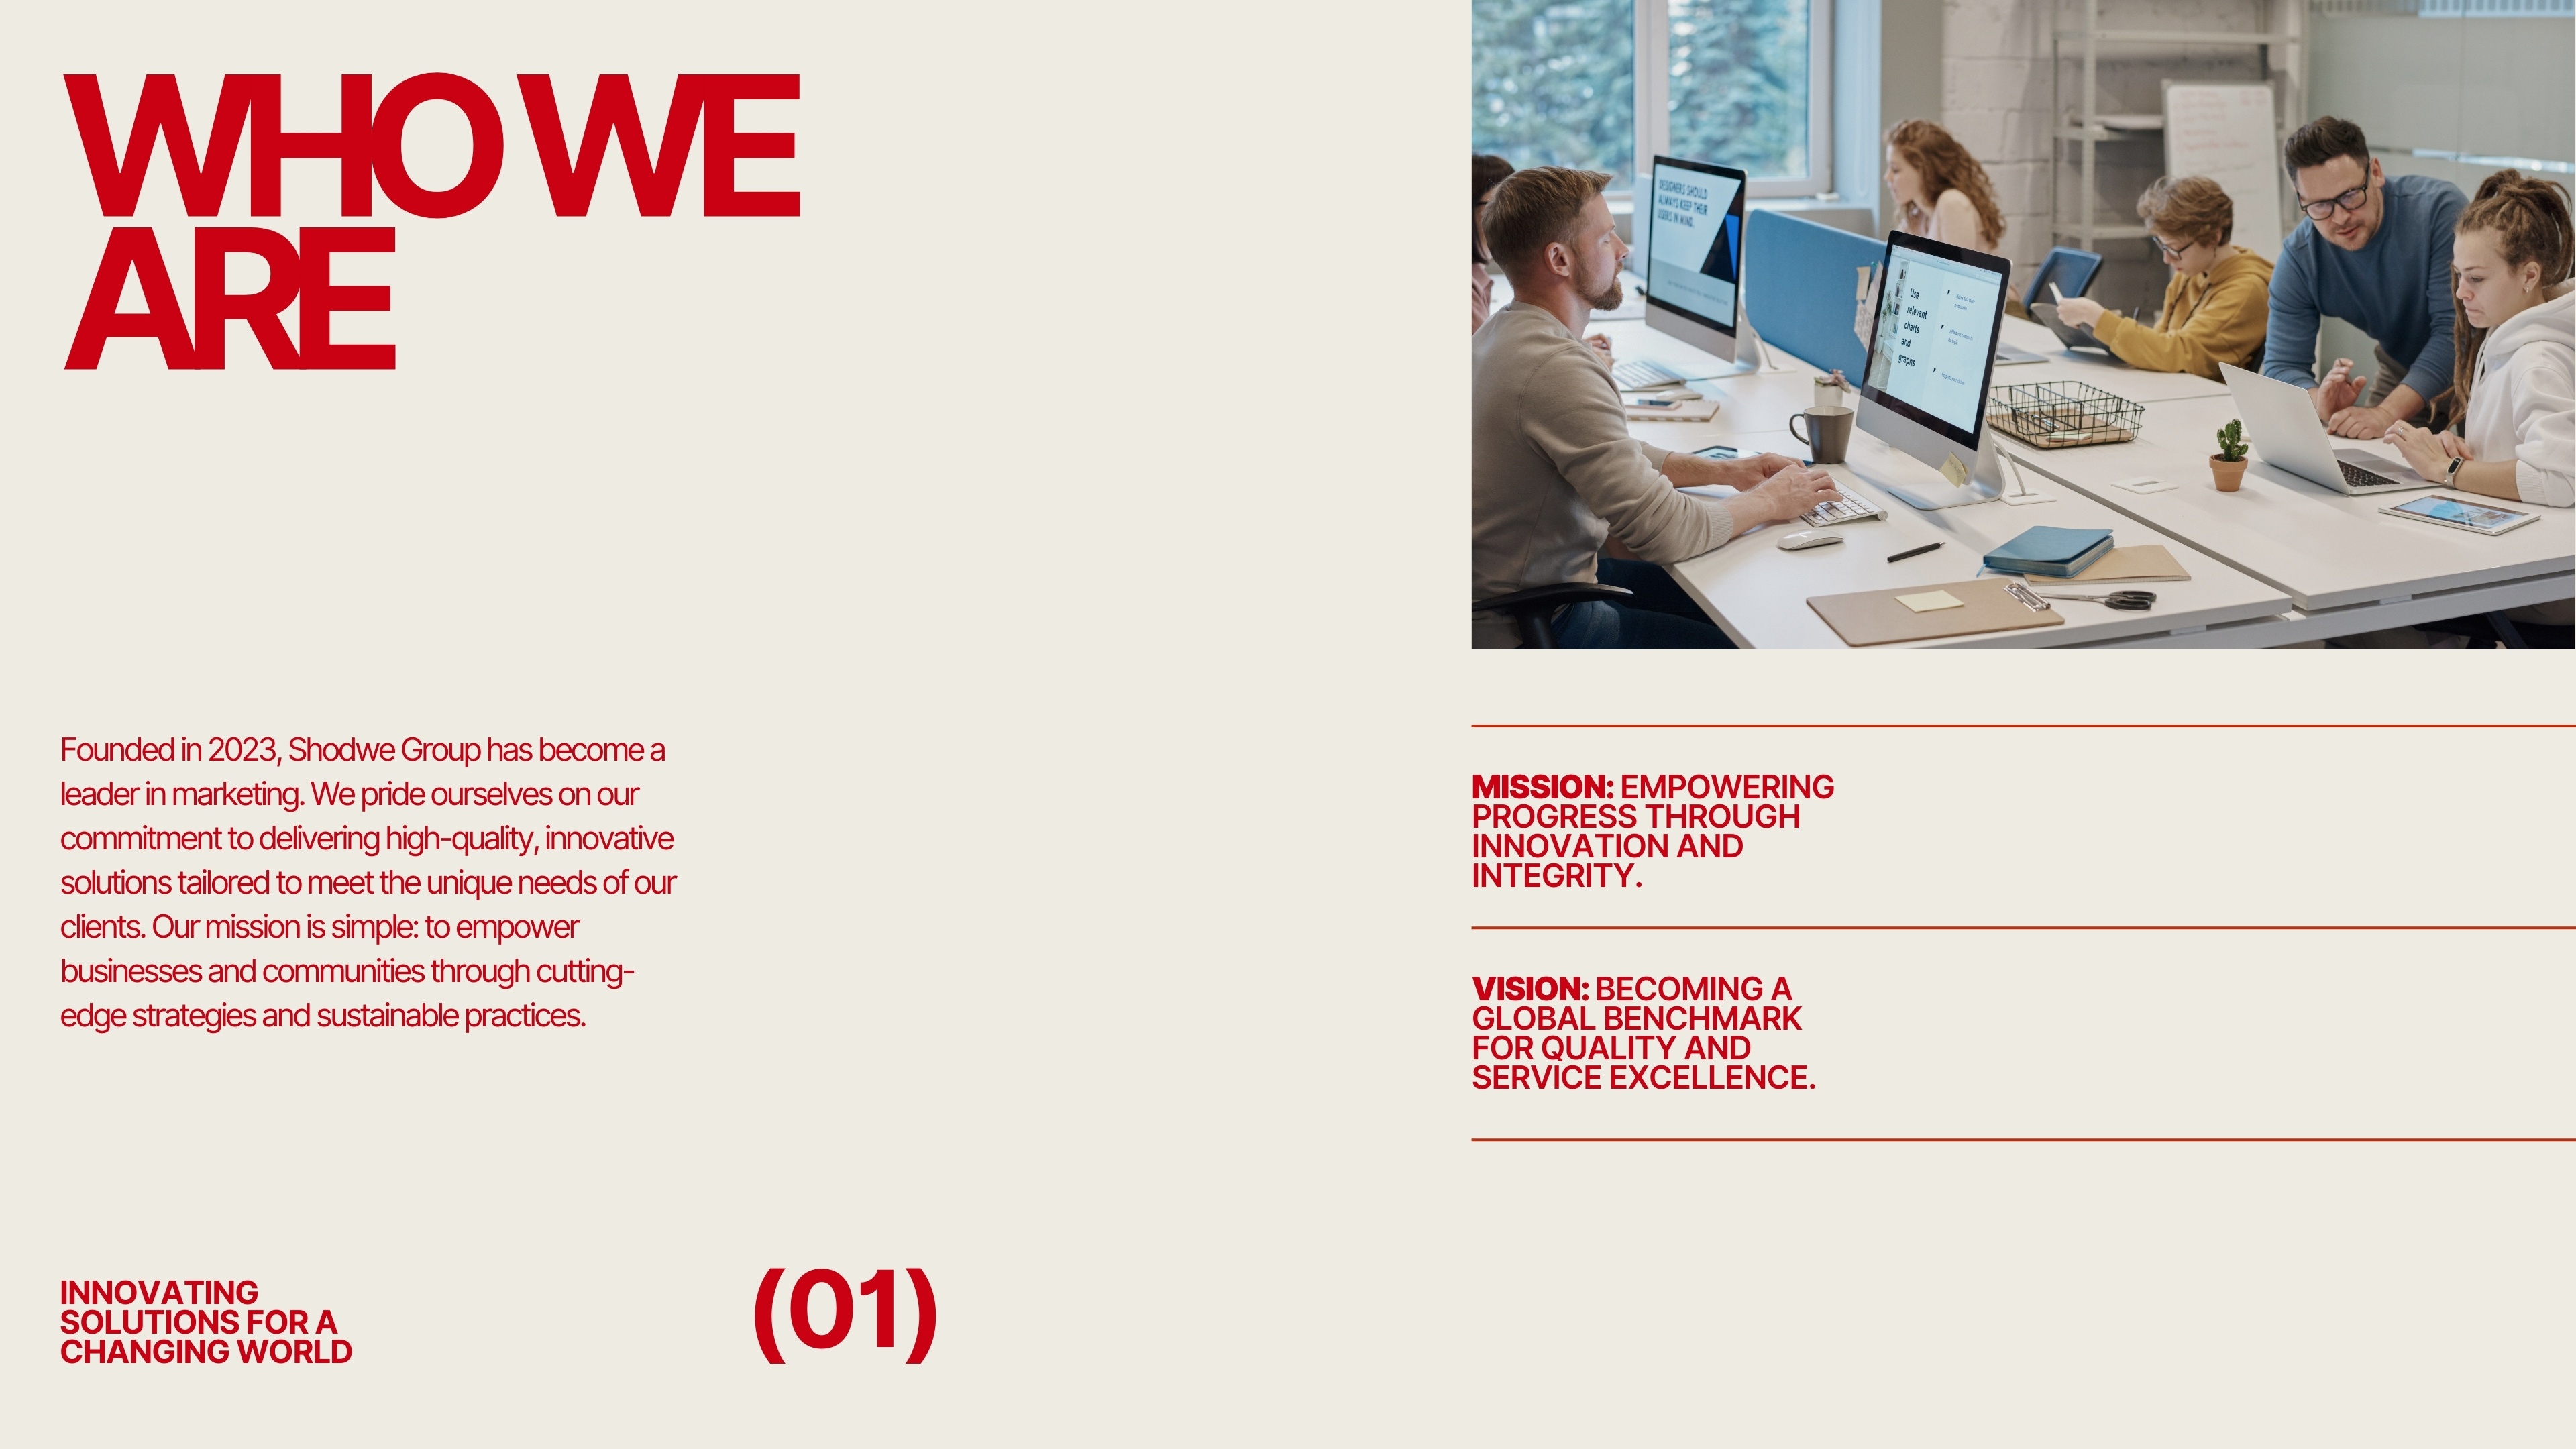 WHO WE
ARE
DESIGNERS SHOULD
ALWAYS KEEP THEIR
USERS IN MIND.
Use
relevant
charts
and
graphs
Founded in 2023, Shodwe Group has become a
leader in marketing. We pride ourselves on our
commitment to delivering high-quality, innovative
solutions tailored to meet the unique needs of our
clients. Our mission is simple: to empower
businesses and communities through cutting-
edge strategies and sustainable practices.
MISSION: EMPOWERING
PROGRESS THROUGH
INNOVATION AND
INTEGRITY.
VISION: BECOMING A
GLOBAL BENCHMARK
FOR QUALITY AND
SERVICE EXCELLENCE.
INNOVATING
SOLUTIONS FOR A
CHANGING WORLD
(01)